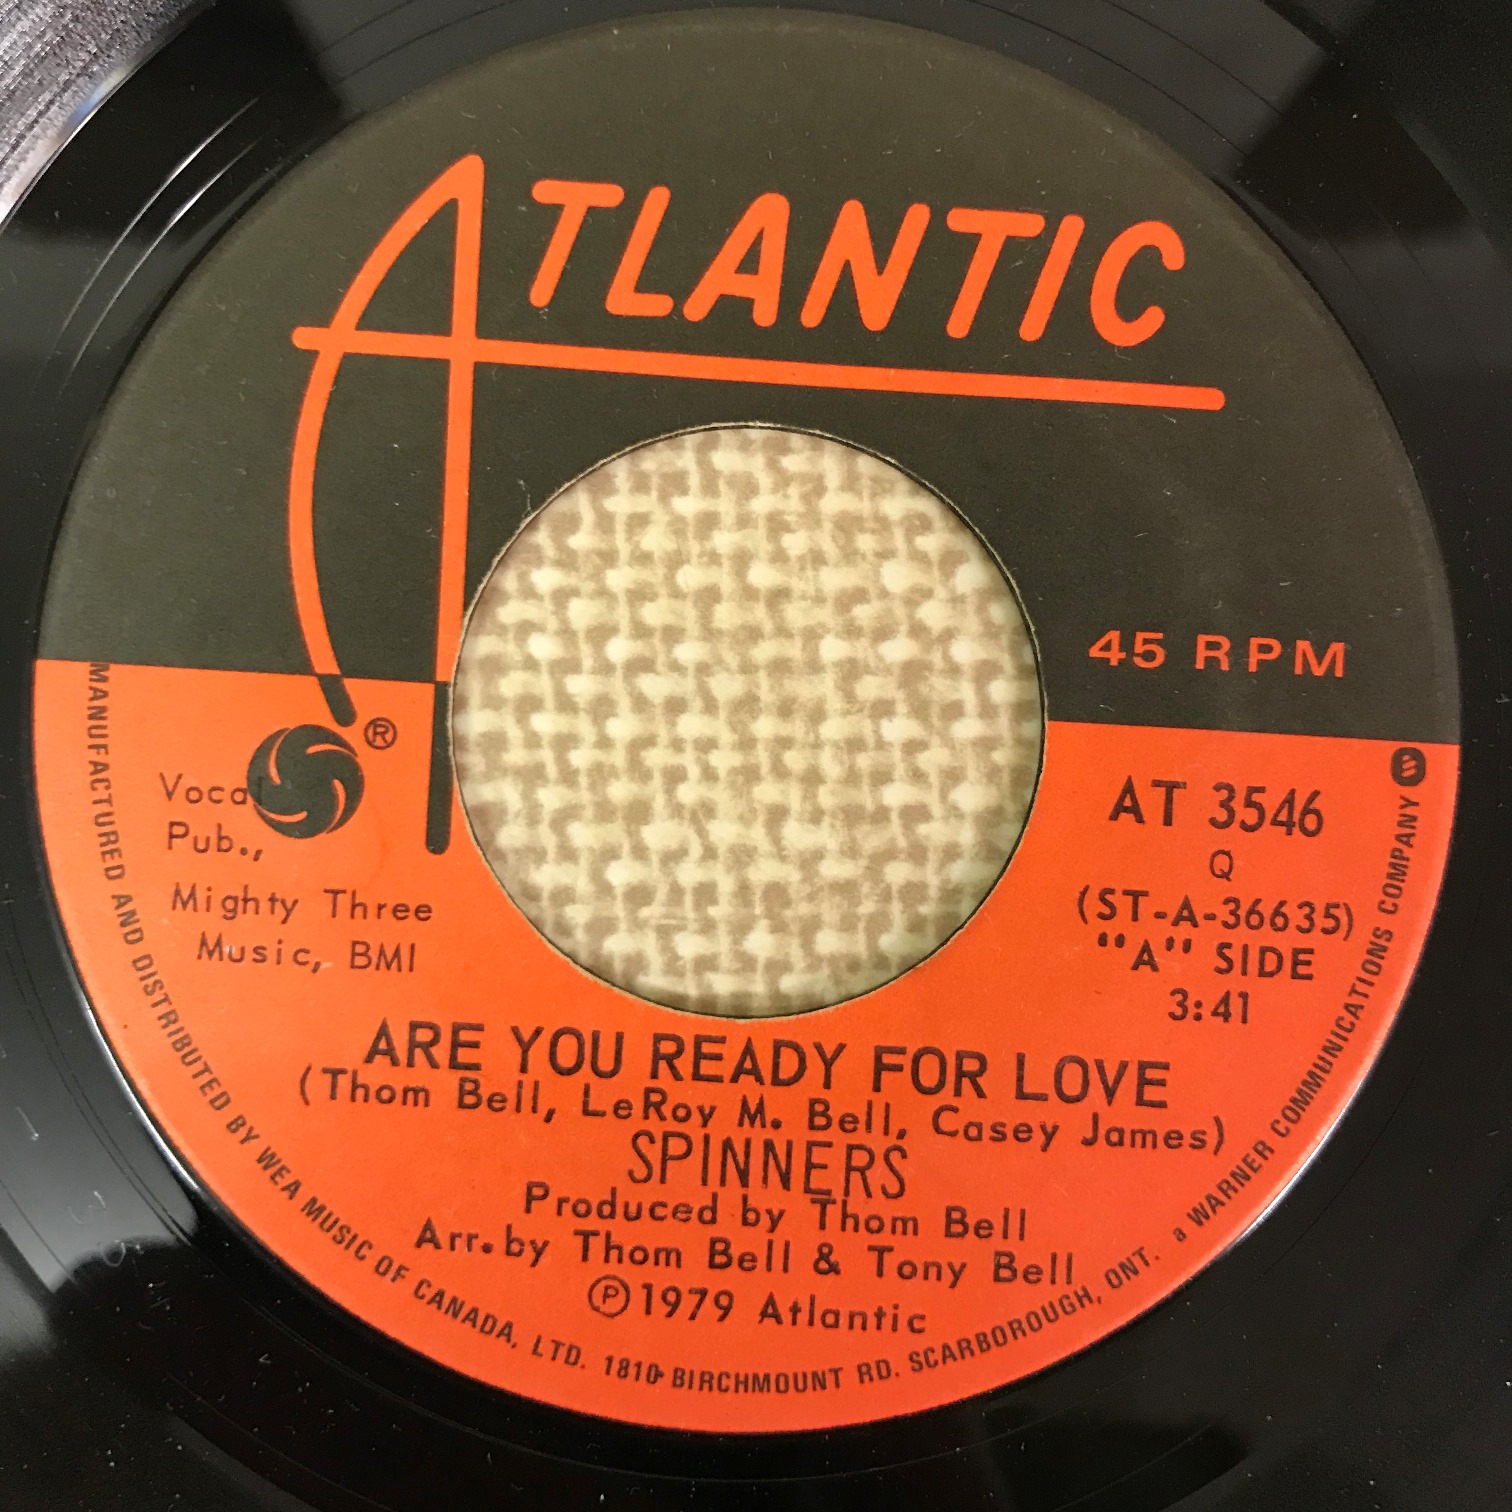 ATLANTIC
45 RPM
®
Vocal
Pub.,
Mighty Three
Music, BMI
AT 3546
Q
(ST-A-36635)
"A" SIDE
3:41
ARE YOU READY FOR LOVE
(Thom Bell, LeRoy M. Bell, Casey James)
SPINNERS
Produced by Thom Bell
Arr. by Thom Bell & Tony Bell
℗1979 Atlantic
MANUFACTURED AND DISTRIBUTED BY WEA MUSIC OF CANADA, LTD. 1810 BIRCHMOUNT RD. SCARBOROUGH, ONT. a WARNER COMMUNICATIONS COMPANY